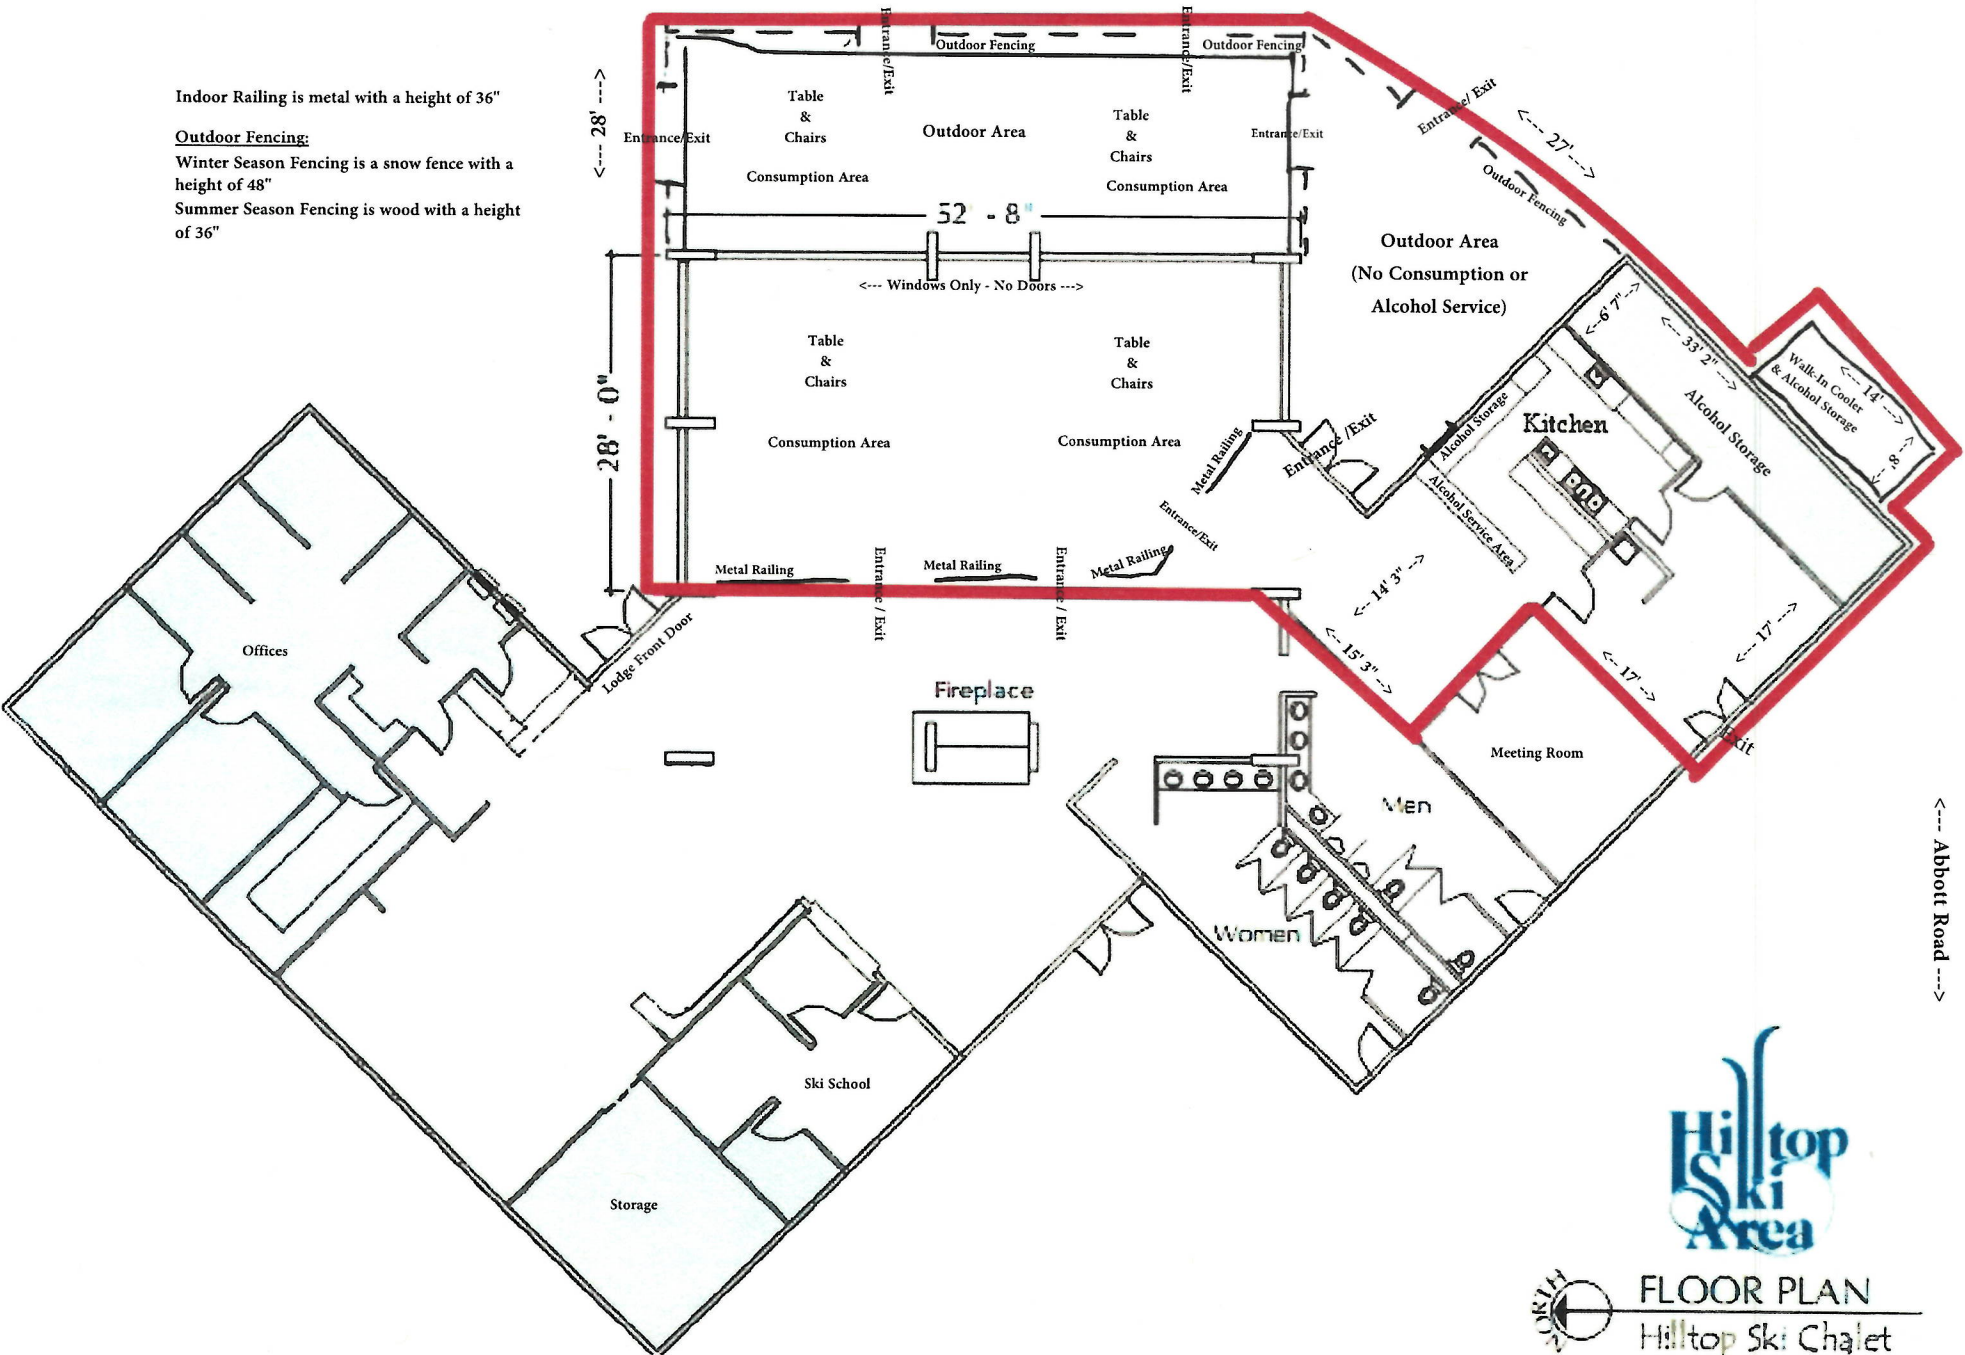 Indoor Railing is metal with a height of 36"
Outdoor Fencing:
Winter Season Fencing is a snow fence with a
height of 48"
Summer Season Fencing is wood with a height
of 36"
Entrance/Exit
Outdoor Fencing
Entrance/Exit
Outdoor Fencing
Entrance/ Exit
<--- 27' --->
Outdoor Fencing
<--- 28' --->
Entrance/Exit
Table
&
Chairs
Consumption Area
Outdoor Area
Table
&
Chairs
Consumption Area
Entrance/Exit
52' - 8"
<--- Windows Only - No Doors --->
Outdoor Area
(No Consumption or
Alcohol Service)
28' - 0"
Table
&
Chairs
Consumption Area
Table
&
Chairs
Consumption Area
Metal Railing
Entrance /Exit
Entrance/Exit
Metal Railing
Metal Railing
Metal Railing
Entrance / Exit
Entrance / Exit
<--6' 7"-->
<--- 33' 2" --->
Walk-In Cooler
& Alcohol Storage
<--- 14' --->
<--- 8' --->
Alcohol Storage
Kitchen
Alcohol Storage
Alcohol Service Area
<-- 14' 3" -->
<-- 15' 3" -->
<--- 17' --->
<--- 17' --->
Exit
Meeting Room
Offices
Lodge Front Door
Fireplace
Men
Women
Ski School
Storage
<--- Abbott Road --->
Hilltop
Ski
Area
NORTH
FLOOR PLAN
Hilltop Ski Chalet